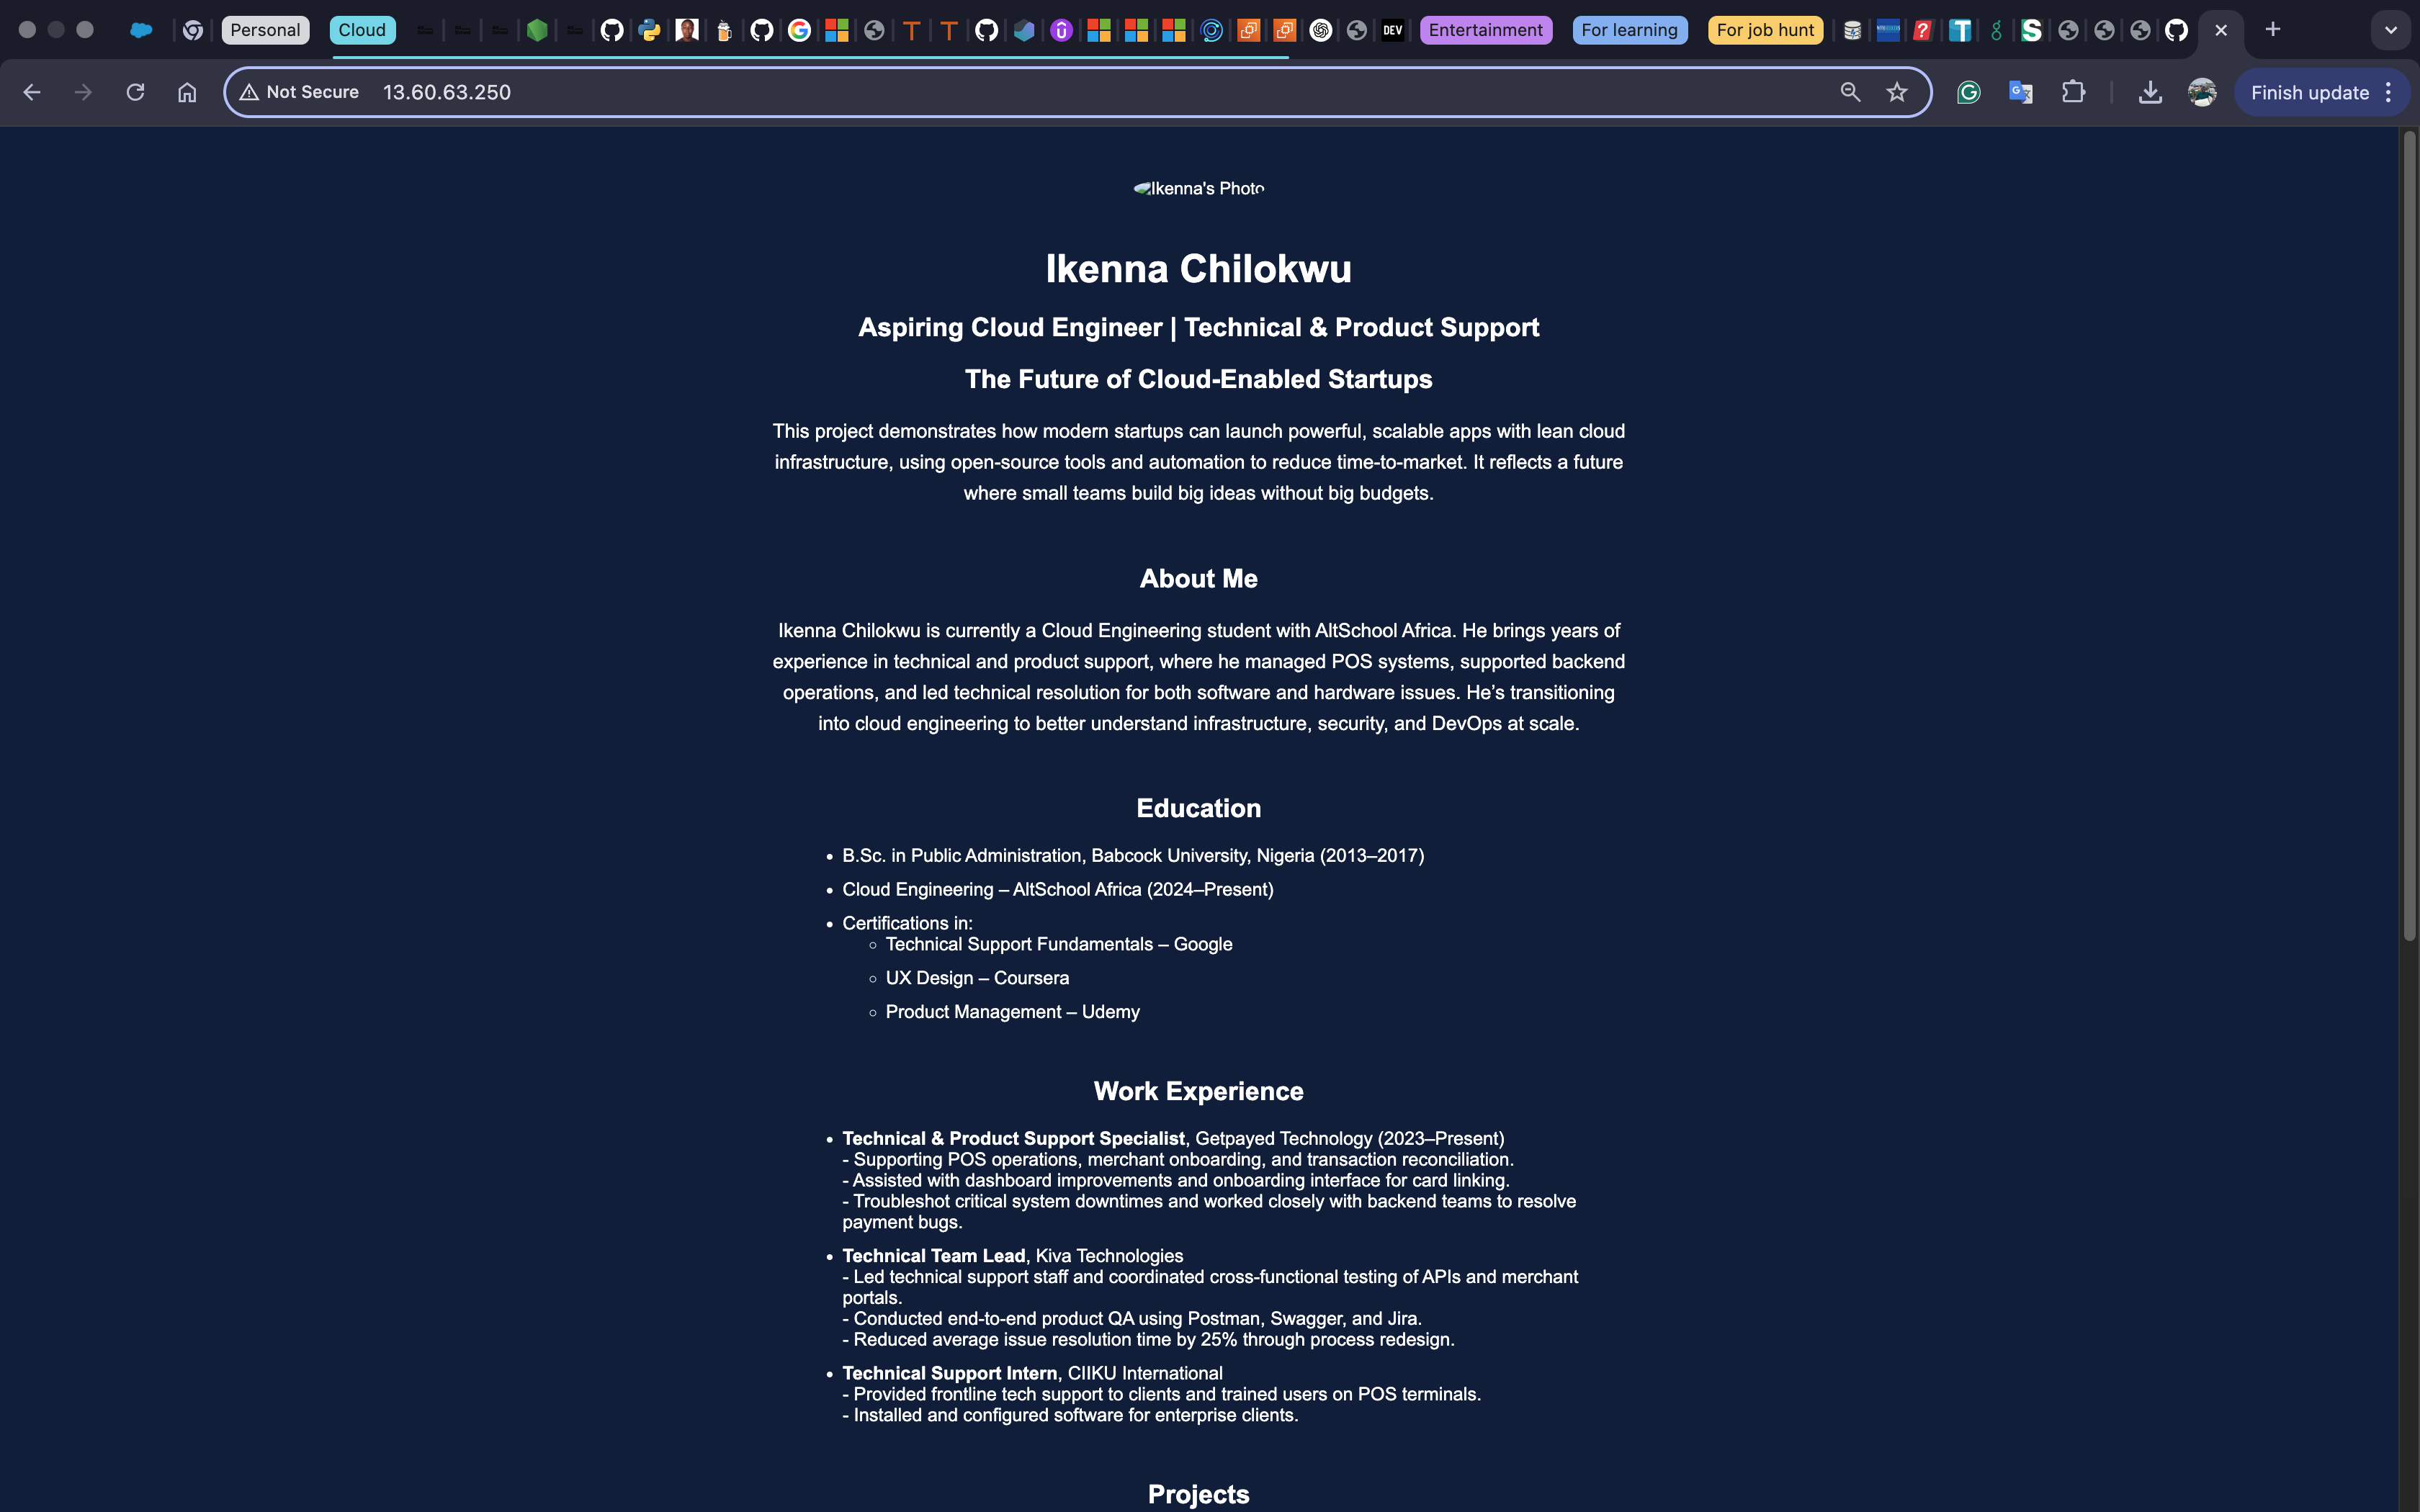 Personal
Cloud
DEV
Entertainment
For learning
For job hunt
Not Secure
13.60.63.250
Finish update
Ikenna's Photo
Ikenna Chilokwu
Aspiring Cloud Engineer | Technical & Product Support
The Future of Cloud-Enabled Startups
This project demonstrates how modern startups can launch powerful, scalable apps with lean cloud
infrastructure, using open-source tools and automation to reduce time-to-market. It reflects a future
where small teams build big ideas without big budgets.
About Me
Ikenna Chilokwu is currently a Cloud Engineering student with AltSchool Africa. He brings years of
experience in technical and product support, where he managed POS systems, supported backend
operations, and led technical resolution for both software and hardware issues. He’s transitioning
into cloud engineering to better understand infrastructure, security, and DevOps at scale.
Education
• B.Sc. in Public Administration, Babcock University, Nigeria (2013–2017)
• Cloud Engineering – AltSchool Africa (2024–Present)
• Certifications in:
◦ Technical Support Fundamentals – Google
◦ UX Design – Coursera
◦ Product Management – Udemy
Work Experience
• Technical & Product Support Specialist, Getpayed Technology (2023–Present)
- Supporting POS operations, merchant onboarding, and transaction reconciliation.
- Assisted with dashboard improvements and onboarding interface for card linking.
- Troubleshot critical system downtimes and worked closely with backend teams to resolve
payment bugs.
• Technical Team Lead, Kiva Technologies
- Led technical support staff and coordinated cross-functional testing of APIs and merchant
portals.
- Conducted end-to-end product QA using Postman, Swagger, and Jira.
- Reduced average issue resolution time by 25% through process redesign.
• Technical Support Intern, CIIKU International
- Provided frontline tech support to clients and trained users on POS terminals.
- Installed and configured software for enterprise clients.
Projects